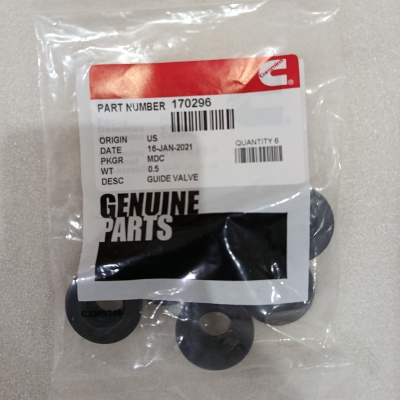 Cummins
PART NUMBER 170296
ORIGIN US
DATE 16-JAN-2021
QUANTITY 6
PKGR MDC
WT 0.5
DESC GUIDE VALVE
GENUINE
PARTS